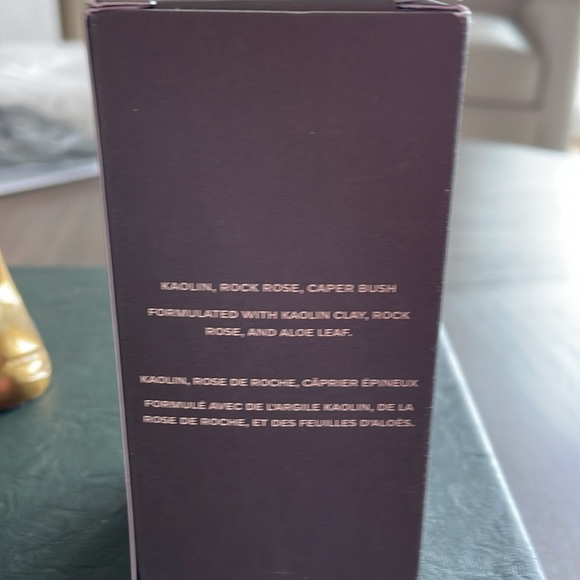 KAOLIN, ROCK ROSE, CAPER BUSH
FORMULATED WITH KAOLIN CLAY, ROCK
ROSE, AND ALOE LEAF.
KAOLIN, ROSE DE ROCHE, CÂPRIER ÉPINEUX
FORMULÉ AVEC DE L'ARGILE KAOLIN, DE LA
ROSE DE ROCHE, ET DES FEUILLES D'ALOÈS.